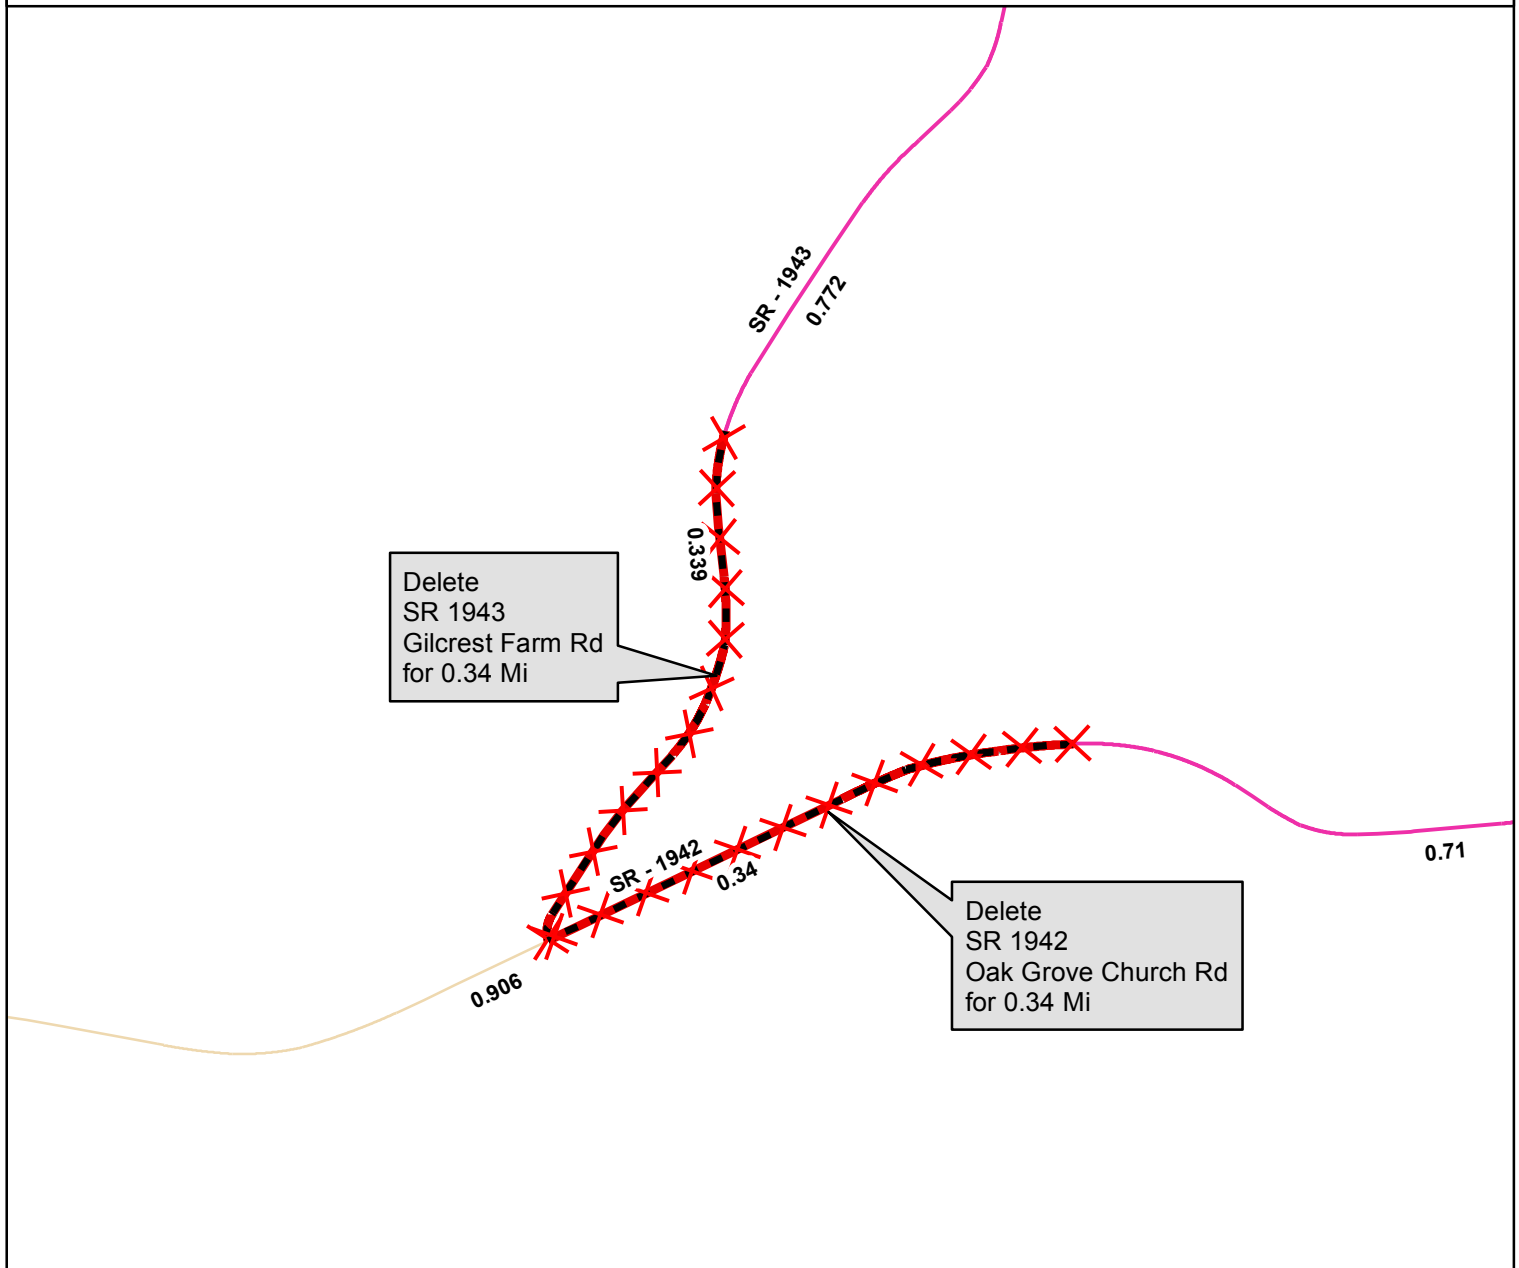 SR - 1943
0.772
0.339
Delete
SR 1943
Gilcrest Farm Rd
for 0.34 Mi
SR - 1942
0.34
0.71
Delete
SR 1942
Oak Grove Church Rd
for 0.34 Mi
0.906